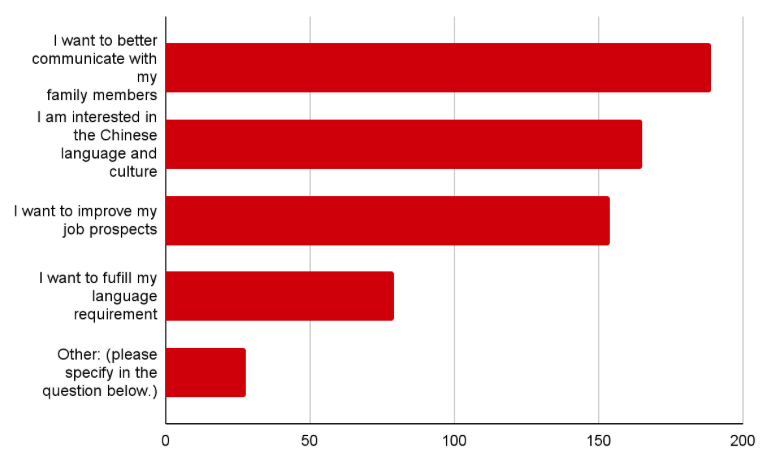 I want to better
communicate with
my
family members
I am interested in
the Chinese
language and
culture
I want to improve my
job prospects
I want to fufill my
language
requirement
Other: (please
specify in the
question below.)
0
50
100
150
200